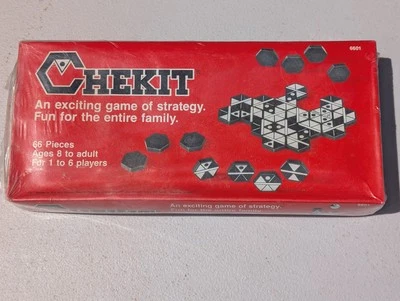 CHEKIT
5021
An exciting game of strategy.
Fun for the entire family.
66 Pieces
Ages 8 to adult
For 1 to 6 players
An exciting game of strategy.